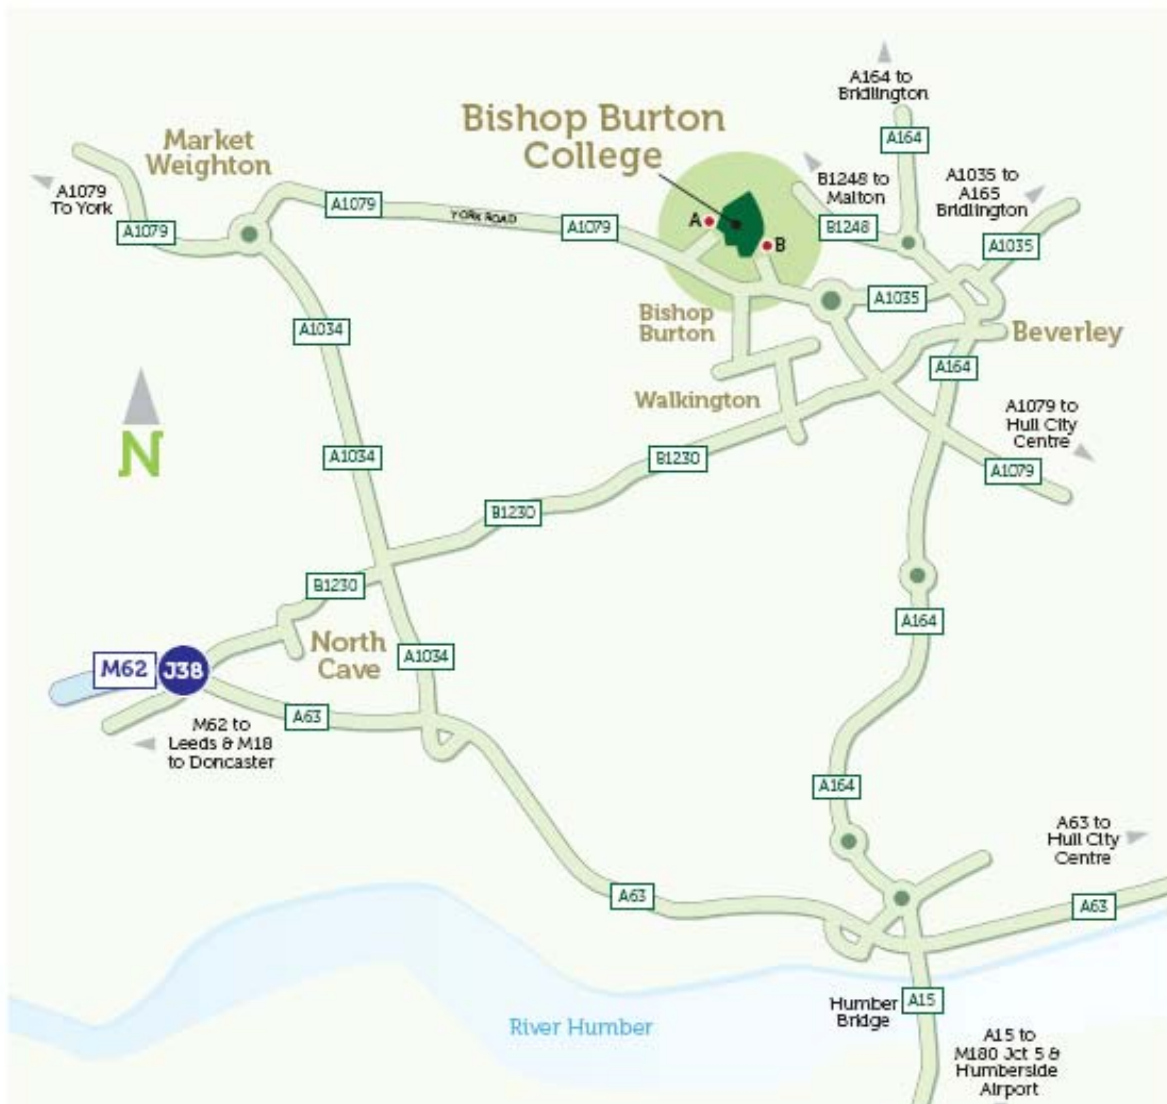 A164 to
Bridlington
A164
Bishop Burton
College
Market
Weighton
A1079
To York
A1079
A1079
YORK ROAD
A1079
A
B
B1248 to
Malton
B1248
A1035 to
A165
Bridlington
A1035
A1035
A1034
Bishop
Burton
Beverley
A164
Walkington
A1079 to
Hull City
Centre
A1079
N
A1034
B1230
B1230
B1230
A164
North
Cave
A1034
M62
J38
A63
M62 to
Leeds & M18
to Doncaster
A164
A63 to
Hull City
Centre
A63
A63
River Humber
Humber
Bridge
A15
A15 to
M180 Jct 5 &
Humberside
Airport